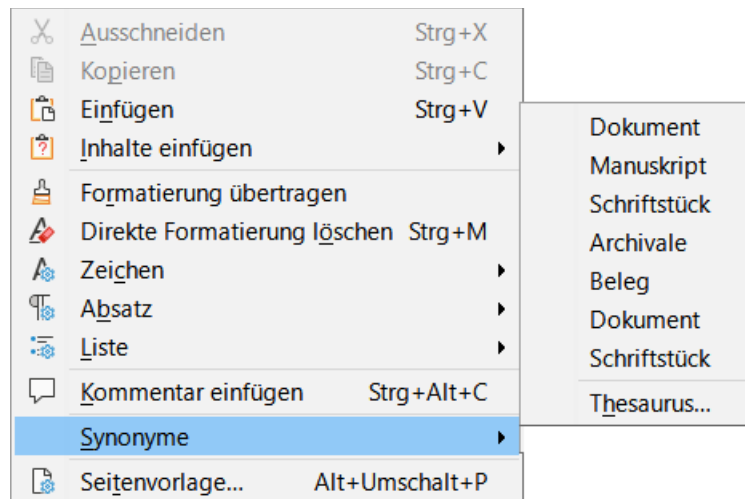 Ausschneiden Strg+X
Kopieren Strg+C
Einfügen Strg+V
Inhalte einfügen
Formatierung übertragen
Direkte Formatierung löschen Strg+M
Zeichen
Absatz
Liste
Kommentar einfügen Strg+Alt+C
Synonyme
Seitenvorlage... Alt+Umschalt+P
Dokument
Manuskript
Schriftstück
Archivale
Beleg
Dokument
Schriftstück
Thesaurus...